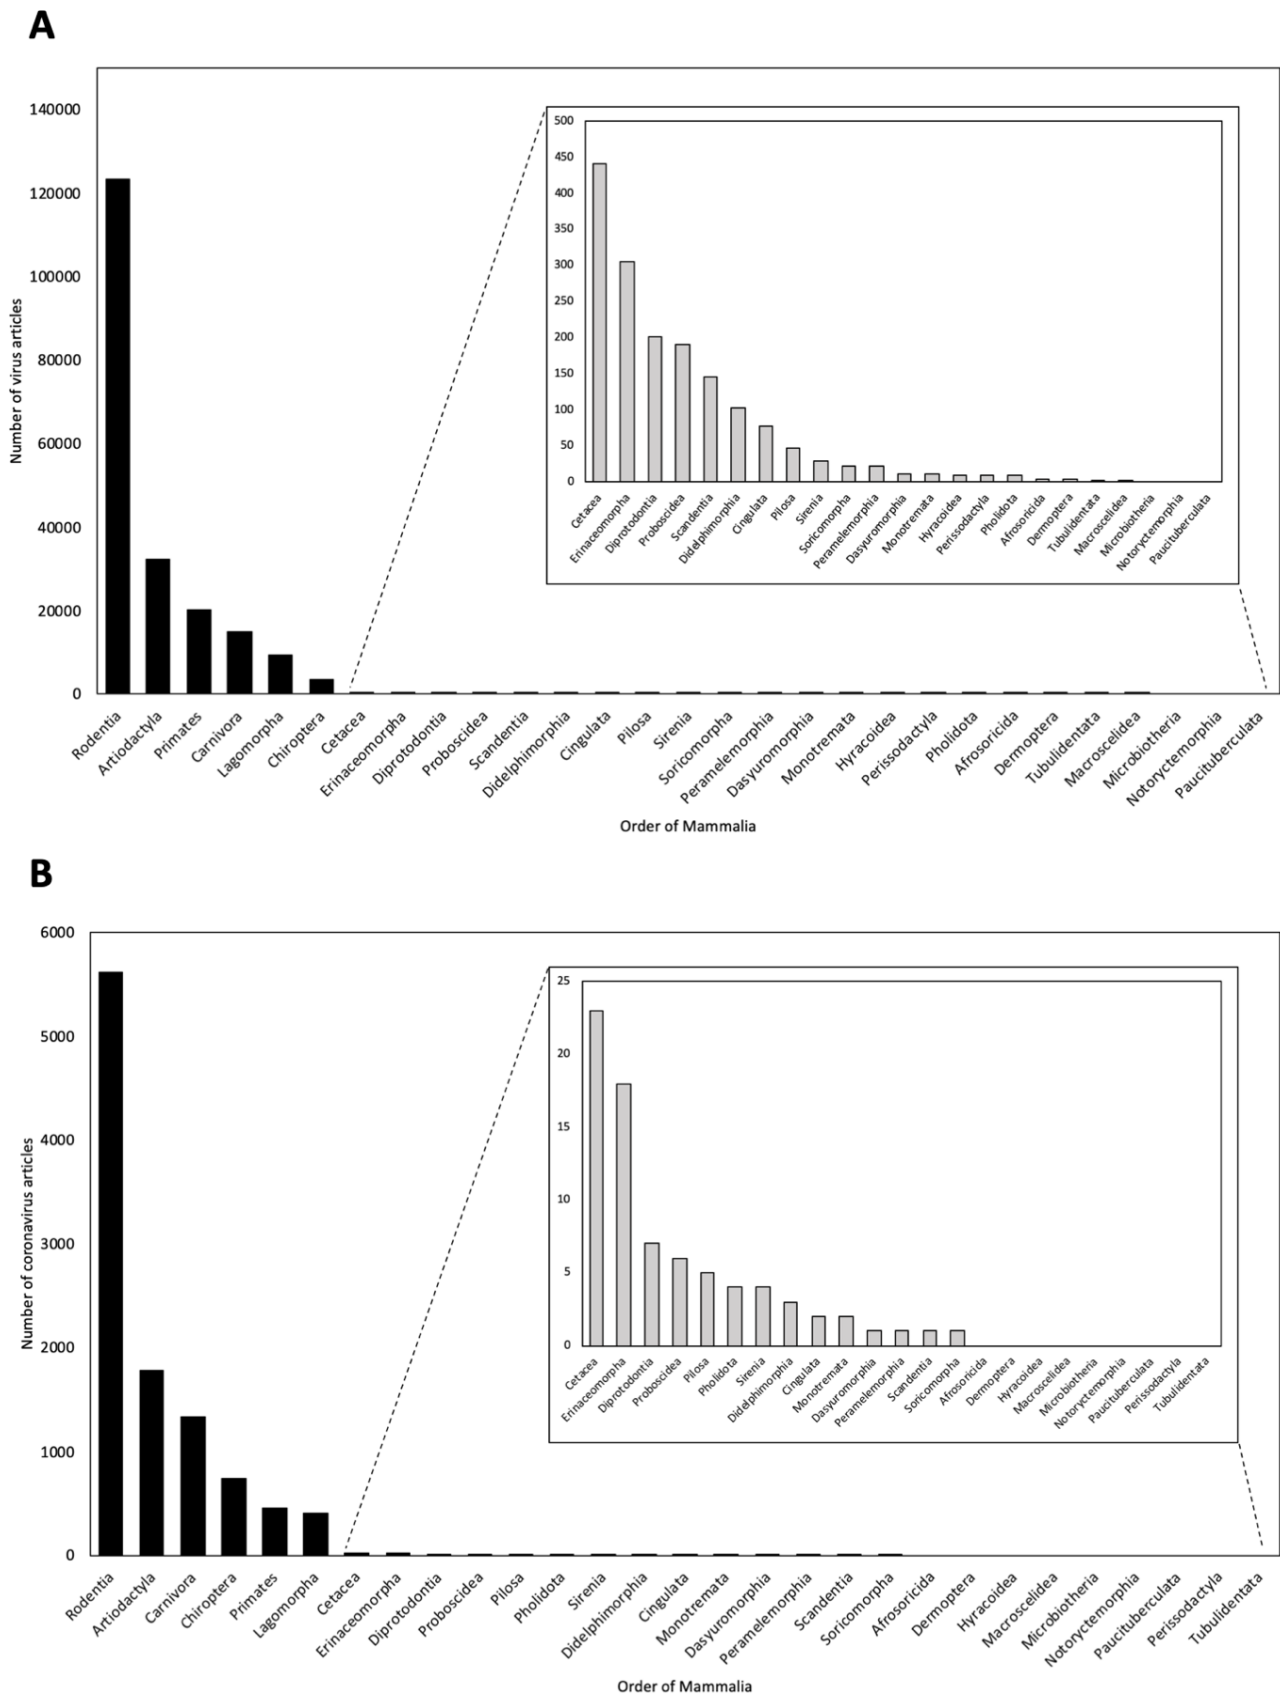 A
Number of virus articles
140000
120000
100000
80000
60000
40000
20000
0
500
450
400
350
300
250
200
150
100
50
0
Cetacea
Erinaceomorpha
Diprotodontia
Proboscidea
Scandentia
Didelphimorphia
Cingulata
Pilosa
Sirenia
Soricomorpha
Peramelemorphia
Dasyuromorphia
Monotremata
Hyracoidea
Perissodactyla
Pholidota
Afrosoricida
Dermoptera
Tubulidentata
Macroscelidea
Microbiotheria
Notoryctemorphia
Paucituberculata
Rodentia
Artiodactyla
Primates
Carnivora
Lagomorpha
Chiroptera
Cetacea
Erinaceomorpha
Diprotodontia
Proboscidea
Scandentia
Didelphimorphia
Cingulata
Pilosa
Sirenia
Soricomorpha
Peramelemorphia
Dasyuromorphia
Monotremata
Hyracoidea
Perissodactyla
Pholidota
Afrosoricida
Dermoptera
Tubulidentata
Macroscelidea
Microbiotheria
Notoryctemorphia
Paucituberculata
Order of Mammalia
B
Number of coronavirus articles
6000
5000
4000
3000
2000
1000
0
25
20
15
10
5
0
Cetacea
Erinaceomorpha
Diprotodontia
Proboscidea
Pilosa
Pholidota
Sirenia
Didelphimorphia
Cingulata
Monotremata
Dasyuromorphia
Peramelemorphia
Scandentia
Soricomorpha
Afrosoricida
Dermoptera
Hyracoidea
Macroscelidea
Microbiotheria
Notoryctemorphia
Paucituberculata
Perissodactyla
Tubulidentata
Rodentia
Artiodactyla
Carnivora
Chiroptera
Primates
Lagomorpha
Cetacea
Erinaceomorpha
Diprotodontia
Proboscidea
Pilosa
Pholidota
Sirenia
Didelphimorphia
Cingulata
Monotremata
Dasyuromorphia
Peramelemorphia
Scandentia
Soricomorpha
Afrosoricida
Dermoptera
Hyracoidea
Macroscelidea
Microbiotheria
Notoryctemorphia
Paucituberculata
Perissodactyla
Tubulidentata
Order of Mammalia